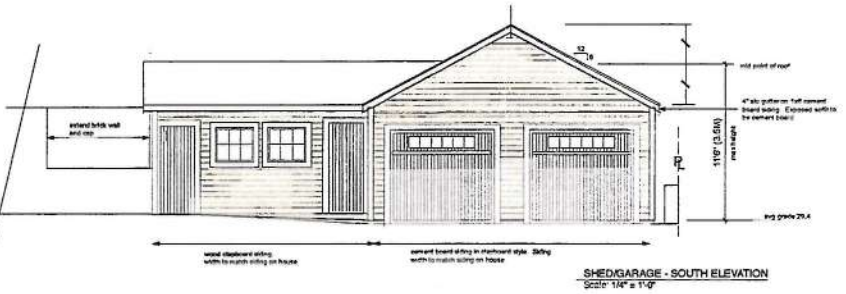 12
6
mid point of roof
4" alu gutter on 1x8 cement
board siding. Exposed soffit to
be cement board
extend brick wall
and cap
11'6" (3.5M)
max height
PL
avg grade 29.4
wood clapboard siding
width to match siding on house
cement board siding in clapboard style. Siding
width to match siding on house
SHED/GARAGE - SOUTH ELEVATION
Scale: 1/4" = 1'-0"